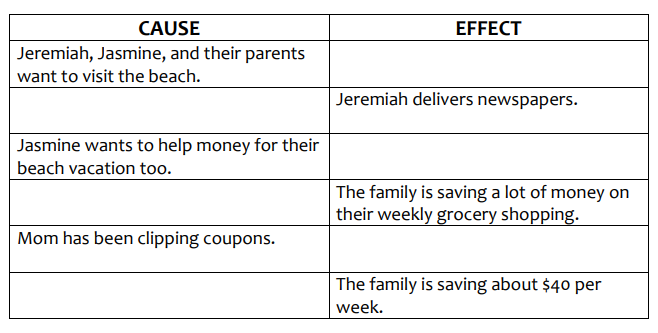 CAUSE EFFECT
Jeremiah, Jasmine, and their parents
want to visit the beach.
Jeremiah delivers newspapers.
Jasmine wants to help money for their
beach vacation too.
The family is saving a lot of money on
their weekly grocery shopping.
Mom has been clipping coupons.
The family is saving about $40 per
week.